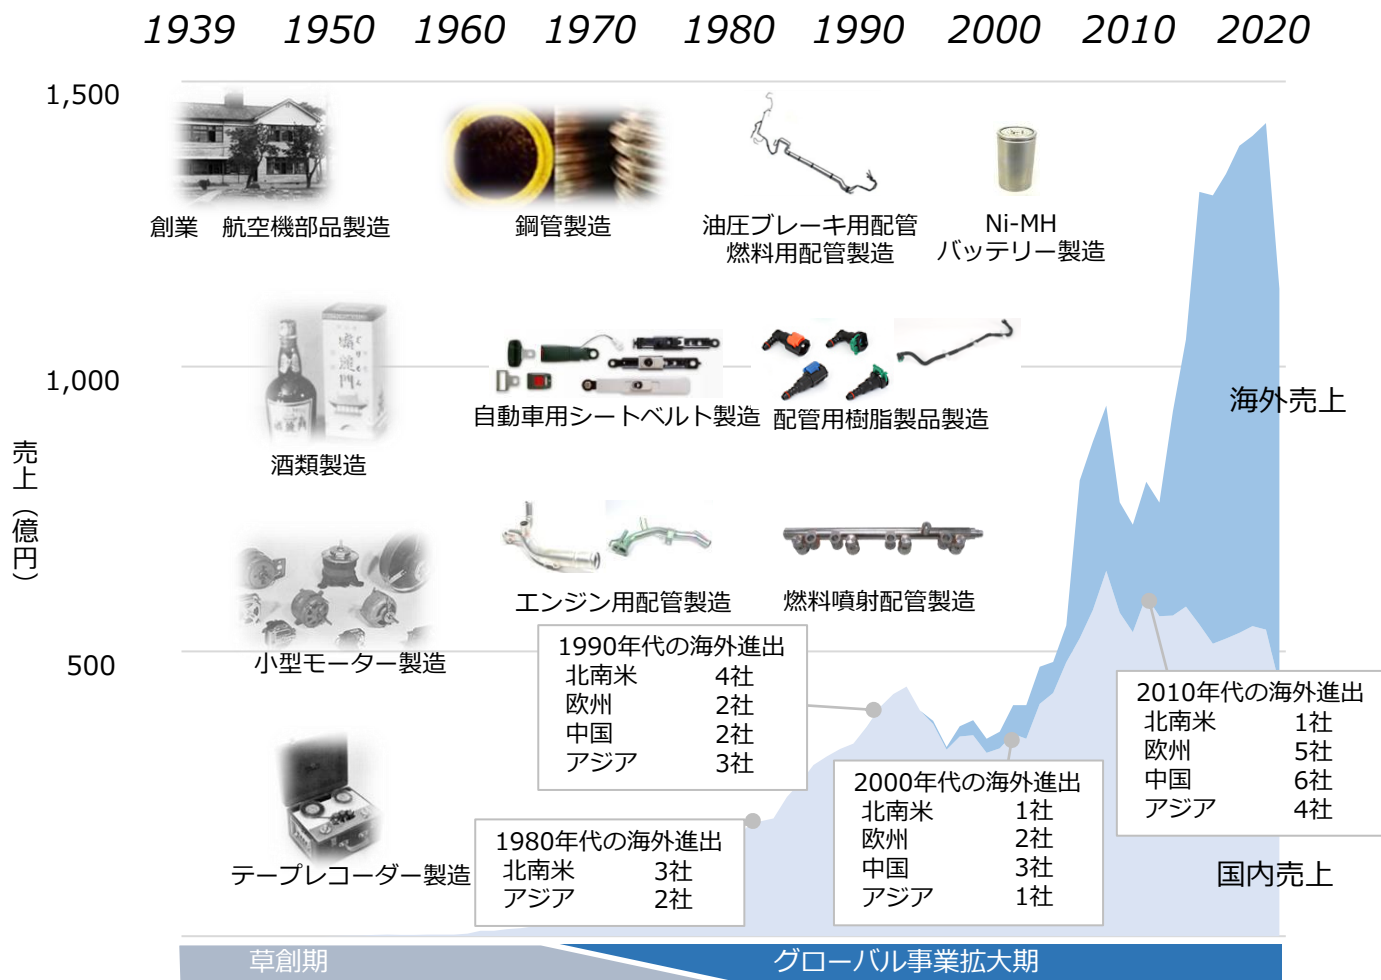 1939 1950 1960 1970 1980 1990 2000 2010 2020
1,500
創業 航空機部品製造
鋼管製造
油圧ブレーキ用配管
燃料用配管製造
Ni-MH
バッテリー製造
1,000
酒類製造
自動車用シートベルト製造
配管用樹脂製品製造
海外売上
売上（億円）
エンジン用配管製造
燃料噴射配管製造
500
小型モーター製造
1990年代の海外進出
北南米 4社
欧州 2社
中国 2社
アジア 3社
2010年代の海外進出
北南米 1社
欧州 5社
中国 6社
アジア 4社
2000年代の海外進出
北南米 1社
欧州 2社
中国 3社
アジア 1社
1980年代の海外進出
北南米 3社
アジア 2社
テープレコーダー製造
国内売上
草創期
グローバル事業拡大期